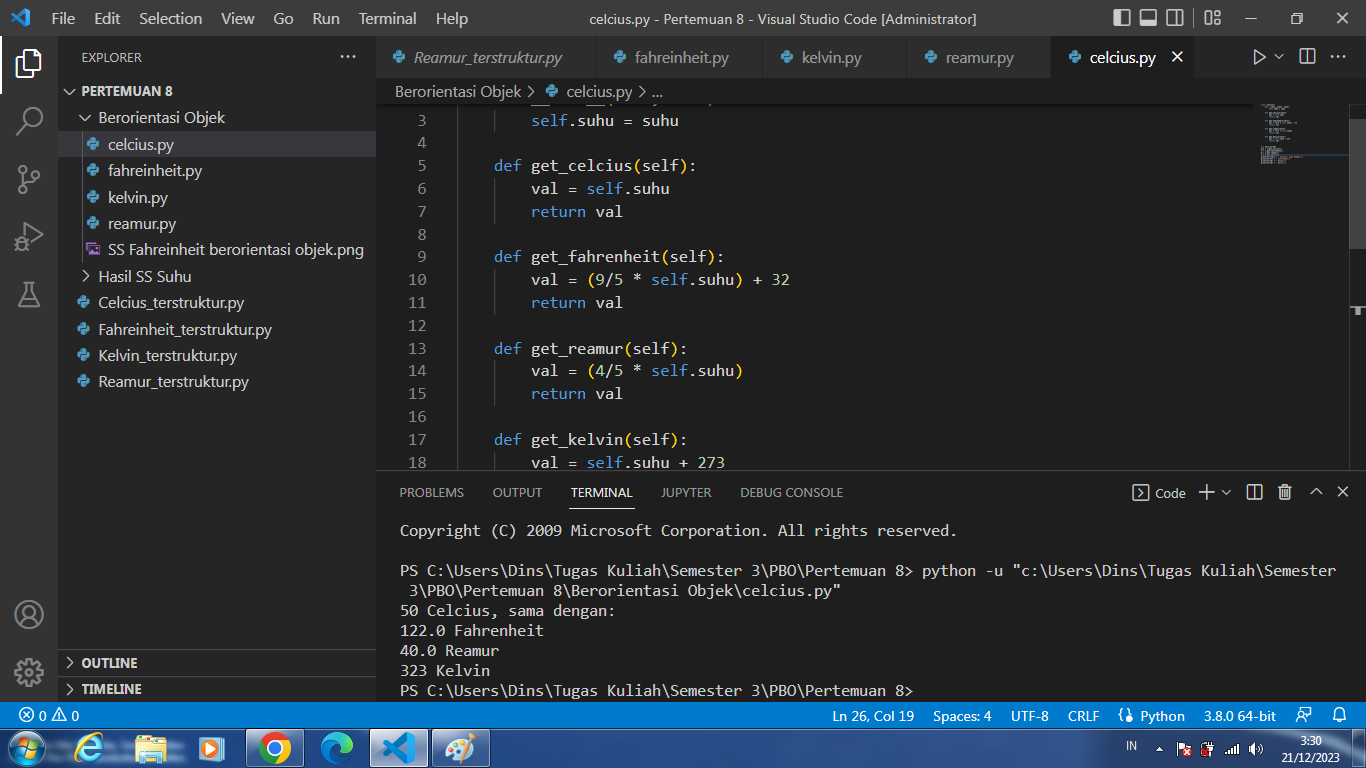 File Edit Selection View Go Run Terminal Help celcius.py - Pertemuan 8 - Visual Studio Code [Administrator]
EXPLORER
PERTEMUAN 8
Berorientasi Objek
celcius.py
fahreinheit.py
kelvin.py
reamur.py
SS Fahreinheit berorientasi objek.png
Hasil SS Suhu
Celcius_terstruktur.py
Fahreinheit_terstruktur.py
Kelvin_terstruktur.py
Reamur_terstruktur.py
OUTLINE
TIMELINE
Reamur_terstruktur.py fahreinheit.py kelvin.py reamur.py celcius.py
Berorientasi Objek > celcius.py > ...
3 self.suhu = suhu
4
5 def get_celcius(self):
6 val = self.suhu
7 return val
8
9 def get_fahrenheit(self):
10 val = (9/5 * self.suhu) + 32
11 return val
12
13 def get_reamur(self):
14 val = (4/5 * self.suhu)
15 return val
16
17 def get_kelvin(self):
18 val = self.suhu + 273
PROBLEMS OUTPUT TERMINAL JUPYTER DEBUG CONSOLE Code
Copyright (C) 2009 Microsoft Corporation. All rights reserved.
PS C:\Users\Dins\Tugas Kuliah\Semester 3\PBO\Pertemuan 8> python -u "c:\Users\Dins\Tugas Kuliah\Semester
3\PBO\Pertemuan 8\Berorientasi Objek\celcius.py"
50 Celcius, sama dengan:
122.0 Fahrenheit
40.0 Reamur
323 Kelvin
PS C:\Users\Dins\Tugas Kuliah\Semester 3\PBO\Pertemuan 8>
0 0 Ln 26, Col 19 Spaces: 4 UTF-8 CRLF Python 3.8.0 64-bit
IN 3:30
21/12/2023